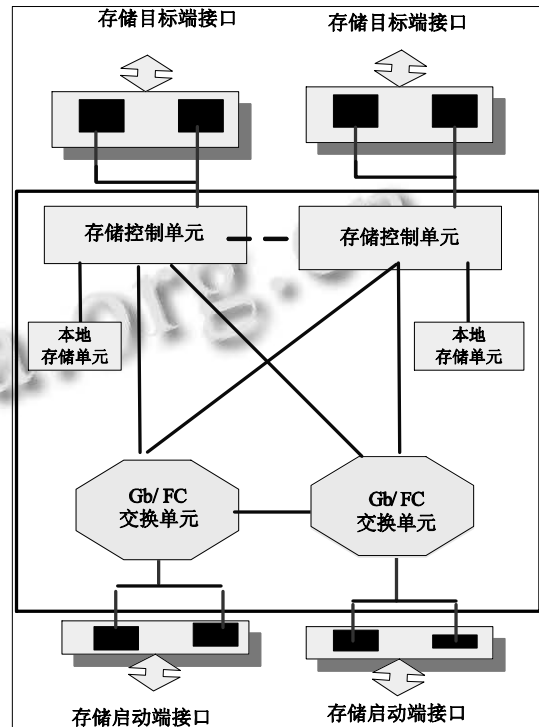 存储目标端接口
存储目标端接口
存储控制单元
存储控制单元
本地
存储单元
本地
存储单元
Gb/ FC
交换单元
Gb/ FC
交换单元
存储启动端接口
存储启动端接口
a.org.c